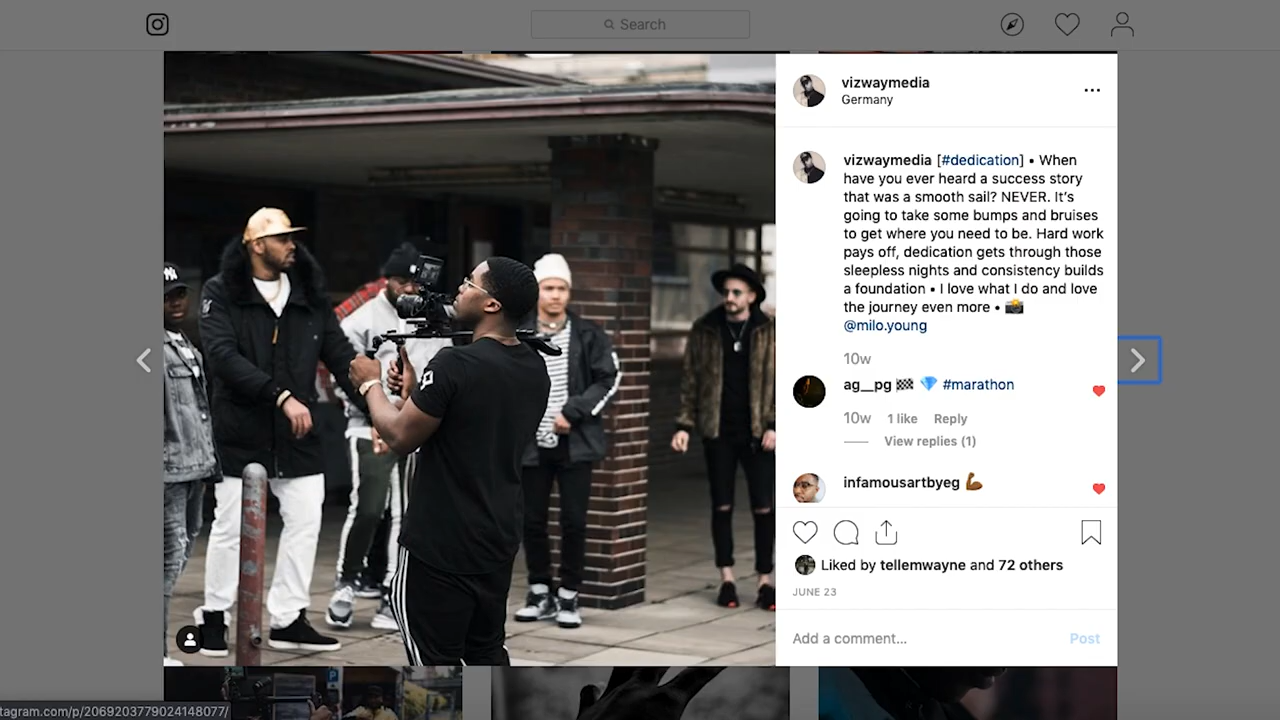 Search
vizwaymedia
Germany
vizwaymedia [#dedication] • When
have you ever heard a success story
that was a smooth sail? NEVER. It's
going to take some bumps and bruises
to get where you need to be. Hard work
pays off, dedication gets through those
sleepless nights and consistency builds
a foundation • I love what I do and love
the journey even more • 📸
@milo.young
10w
ag__pg 🏁 💎 #marathon
10w 1 like Reply
View replies (1)
infamousartbyeg 💪🏾
Liked by tellemwayne and 72 others
JUNE 23
Add a comment... Post
P
tagram.com/p/2069203779024148077/